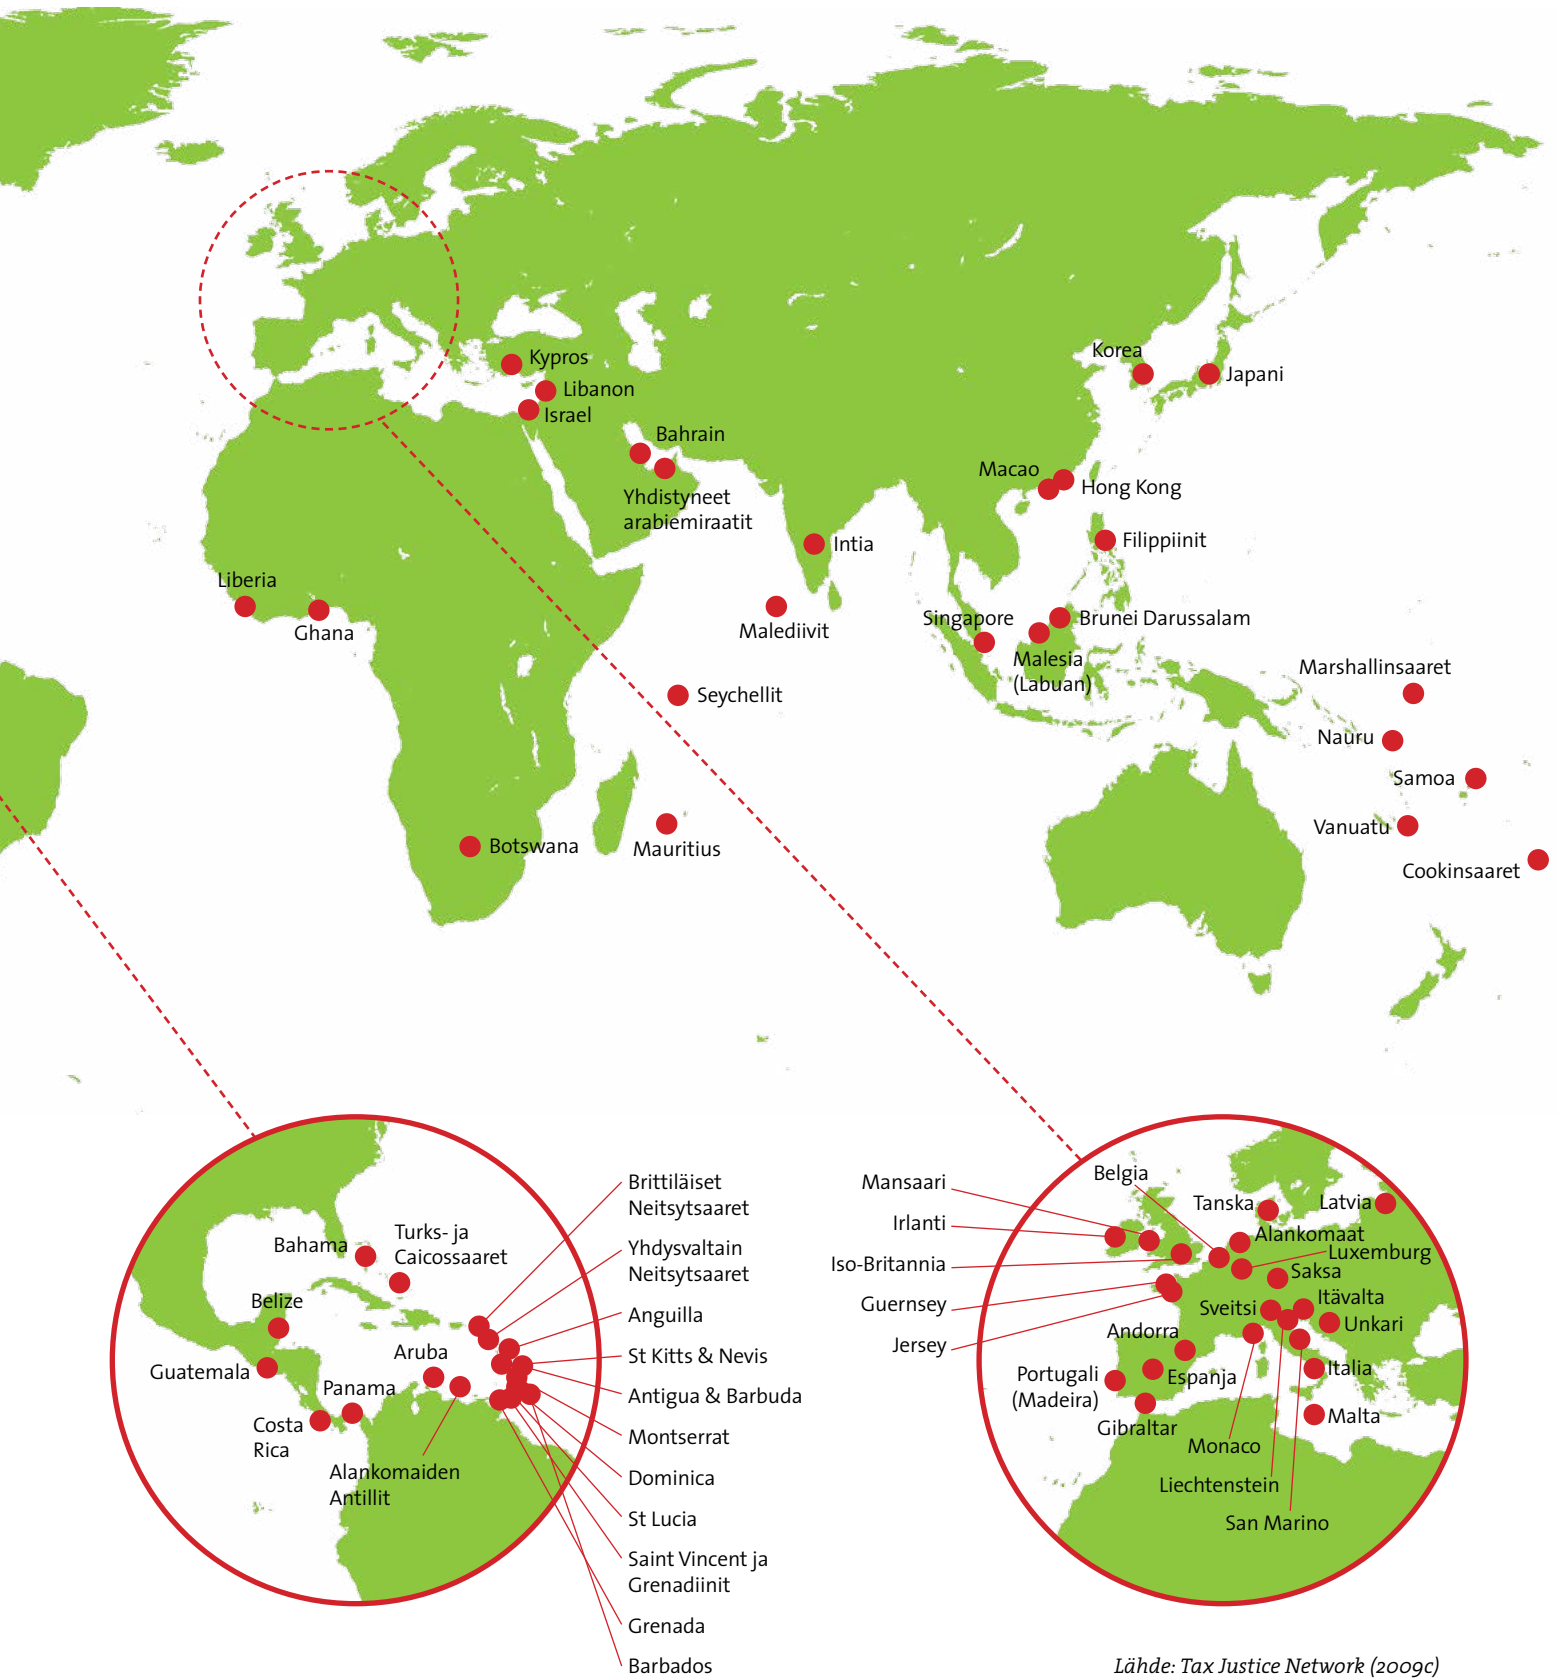 Kypros
Libanon
Israel
Bahrain
Yhdistyneet
arabiemiraatit
Korea
Japani
Macao
Hong Kong
Filippiinit
Intia
Liberia
Ghana
Malediivit
Singapore
Brunei Darussalam
Malesia
(Labuan)
Seychellit
Marshallinsaaret
Nauru
Samoa
Vanuatu
Cookinsaaret
Botswana
Mauritius
Bahama
Turks- ja
Caicossaaret
Belize
Guatemala
Aruba
Panama
Costa
Rica
Alankomaiden
Antillit
Brittiläiset
Neitsytsaaret
Yhdysvaltain
Neitsytsaaret
Anguilla
St Kitts & Nevis
Antigua & Barbuda
Montserrat
Dominica
St Lucia
Saint Vincent ja
Grenadiinit
Grenada
Barbados
Mansaari
Irlanti
Iso-Britannia
Guernsey
Jersey
Belgia
Tanska
Latvia
Alankomaat
Luxemburg
Saksa
Sveitsi
Itävalta
Unkari
Andorra
Portugali
(Madeira)
Espanja
Italia
Gibraltar
Malta
Monaco
Liechtenstein
San Marino
Lähde: Tax Justice Network (2009c)